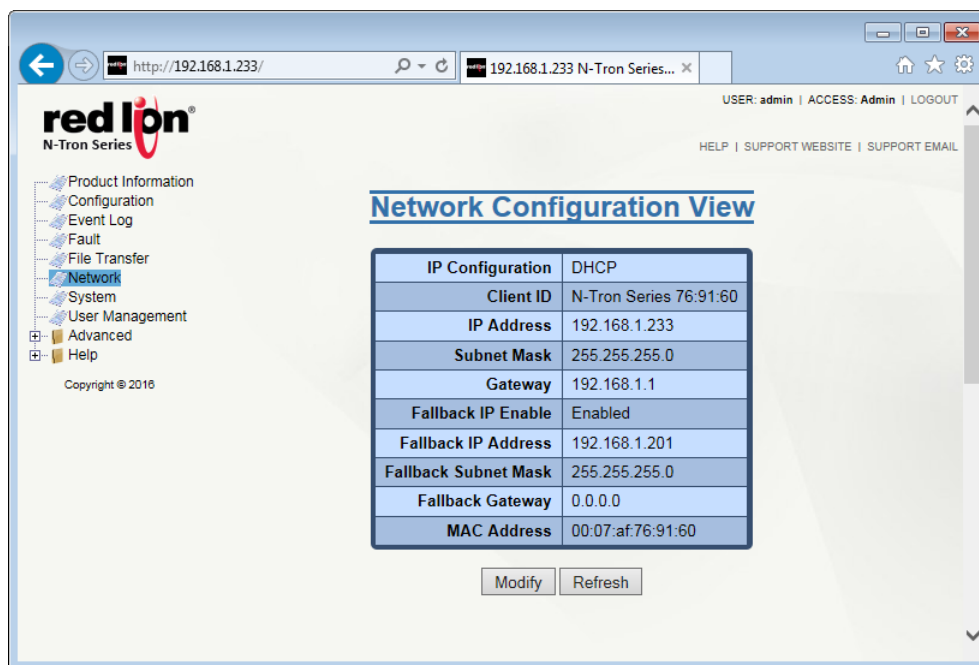 http://192.168.1.233/
192.168.1.233 N-Tron Series...
USER: admin | ACCESS: Admin | LOGOUT
red lion®
N-Tron Series
HELP | SUPPORT WEBSITE | SUPPORT EMAIL
Product Information
Configuration
Event Log
Fault
File Transfer
Network
System
User Management
Advanced
Help
Copyright © 2016
Network Configuration View
IP Configuration DHCP
Client ID N-Tron Series 76:91:60
IP Address 192.168.1.233
Subnet Mask 255.255.255.0
Gateway 192.168.1.1
Fallback IP Enable Enabled
Fallback IP Address 192.168.1.201
Fallback Subnet Mask 255.255.255.0
Fallback Gateway 0.0.0.0
MAC Address 00:07:af:76:91:60
Modify Refresh